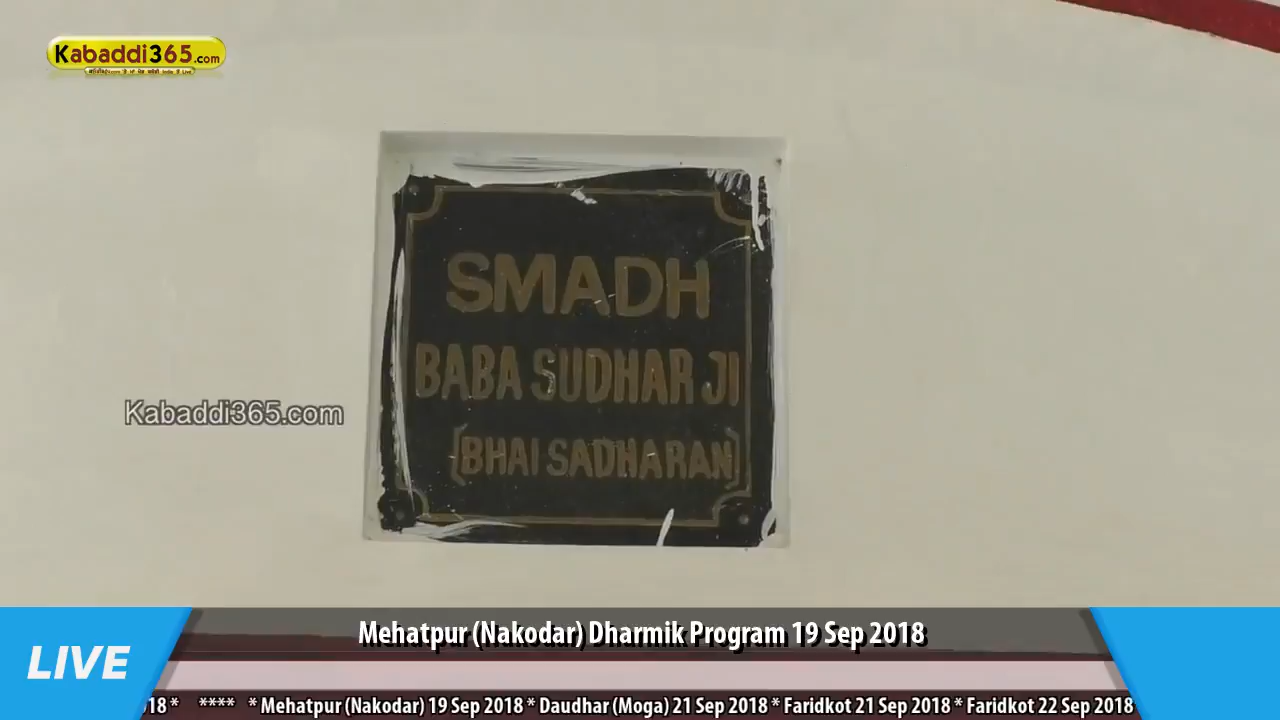 Kabaddi365.com
SMADH
BABA SUDHAR JI
(BHAI SADHARAN)
Kabaddi365.com
Mehatpur (Nakodar) Dharmik Program 19 Sep 2018
LIVE
18 * **** * Mehatpur (Nakodar) 19 Sep 2018 * Daudhar (Moga) 21 Sep 2018 * Faridkot 21 Sep 2018 * Faridkot 22 Sep 2018